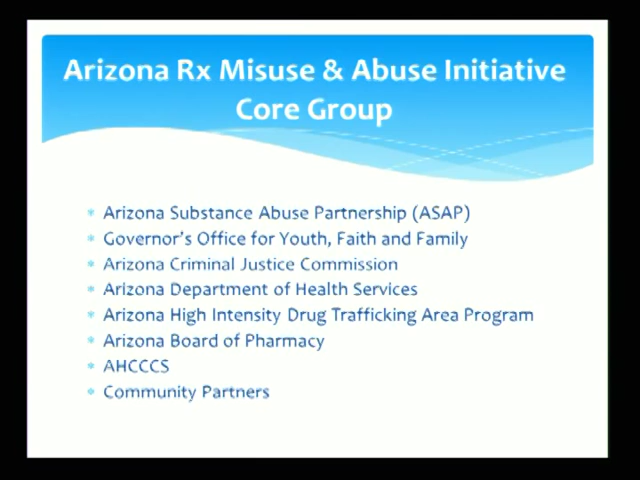 Arizona Rx Misuse & Abuse Initiative
Core Group
Arizona Substance Abuse Partnership (ASAP)
Governor's Office for Youth, Faith and Family
Arizona Criminal Justice Commission
Arizona Department of Health Services
Arizona High Intensity Drug Trafficking Area Program
Arizona Board of Pharmacy
AHCCCS
Community Partners